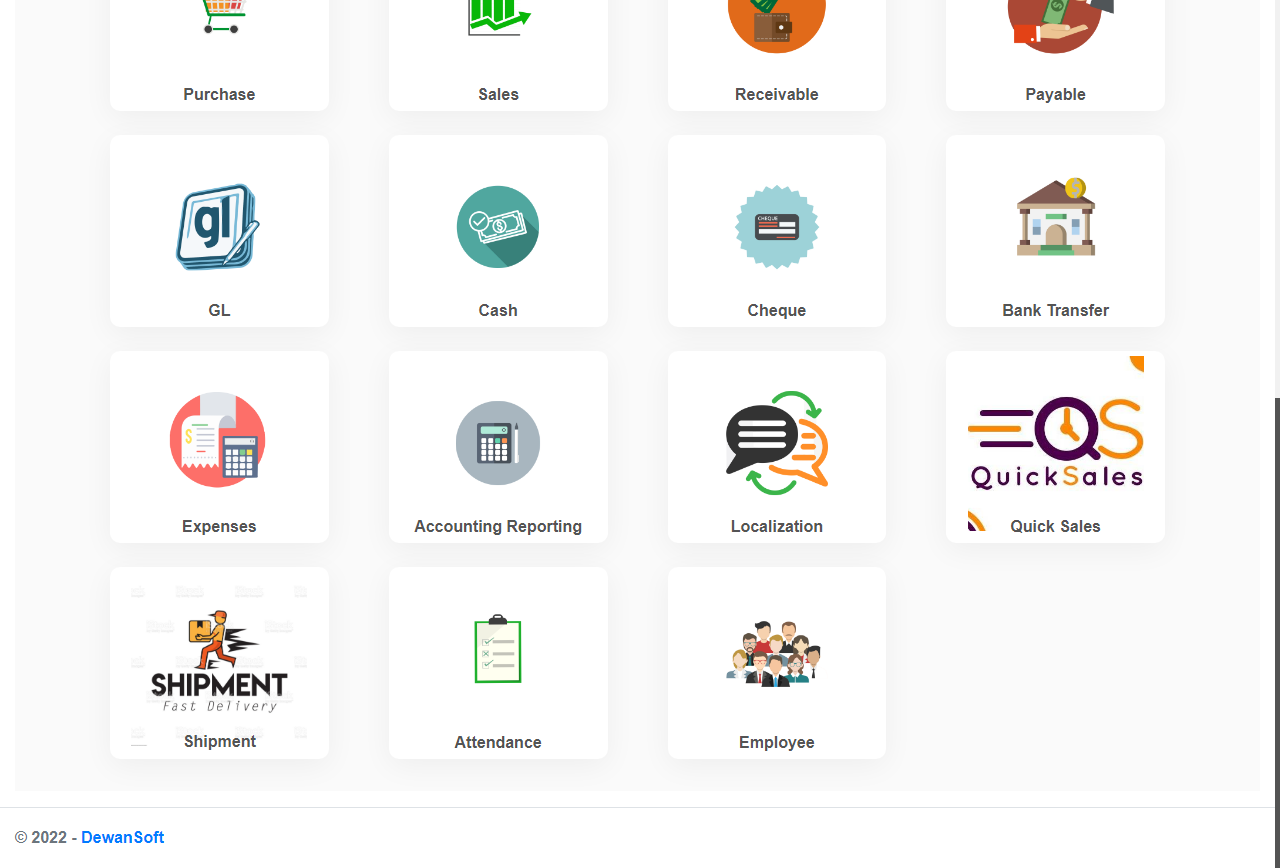 Purchase
Sales
Receivable
Payable
gl
CHEQUE
GL
Cash
Cheque
Bank Transfer
QS
QuickSales
Expenses
Accounting Reporting
Localization
Quick Sales
SHIPMENT
Fast Delivery
Shipment
Attendance
Employee
© 2022 - DewanSoft